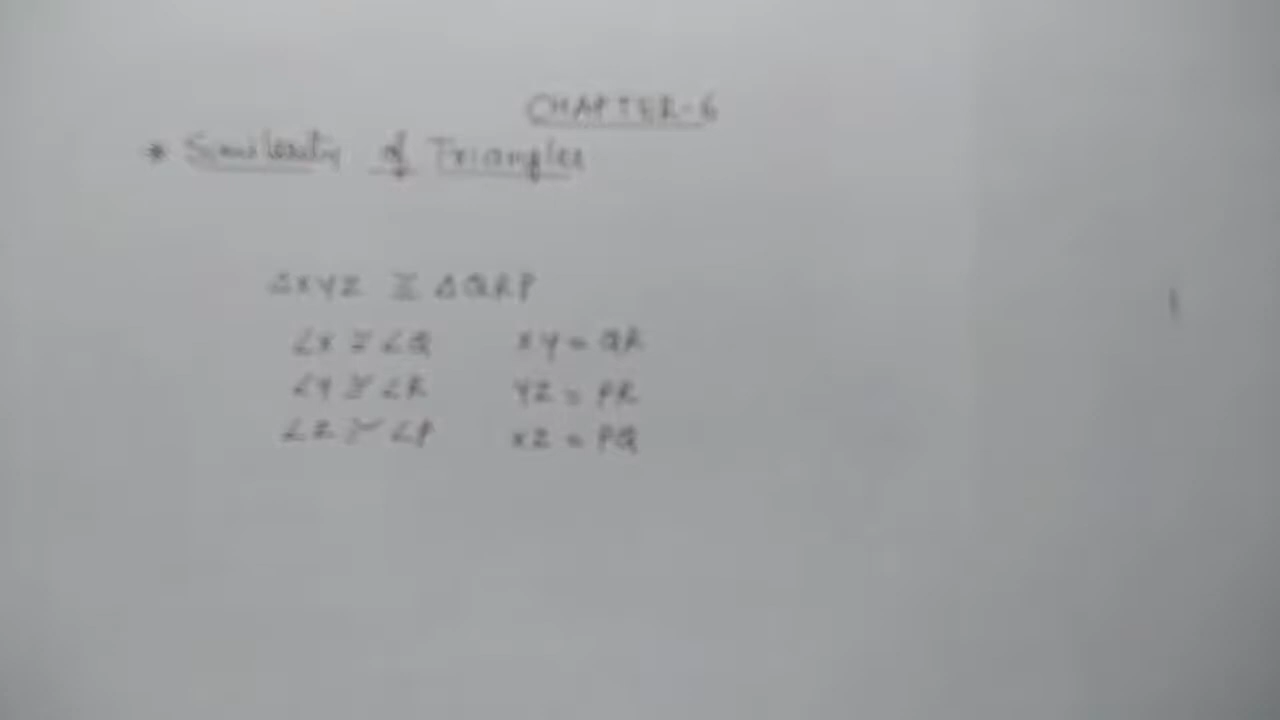 CHAPTER-6
* Similarity of Triangles
ΔXYZ ≅ ΔQRP
∠X ≅ ∠Q XY = QR
∠Y ≅ ∠R YZ = PR
∠Z ≅ ∠P XZ = PQ